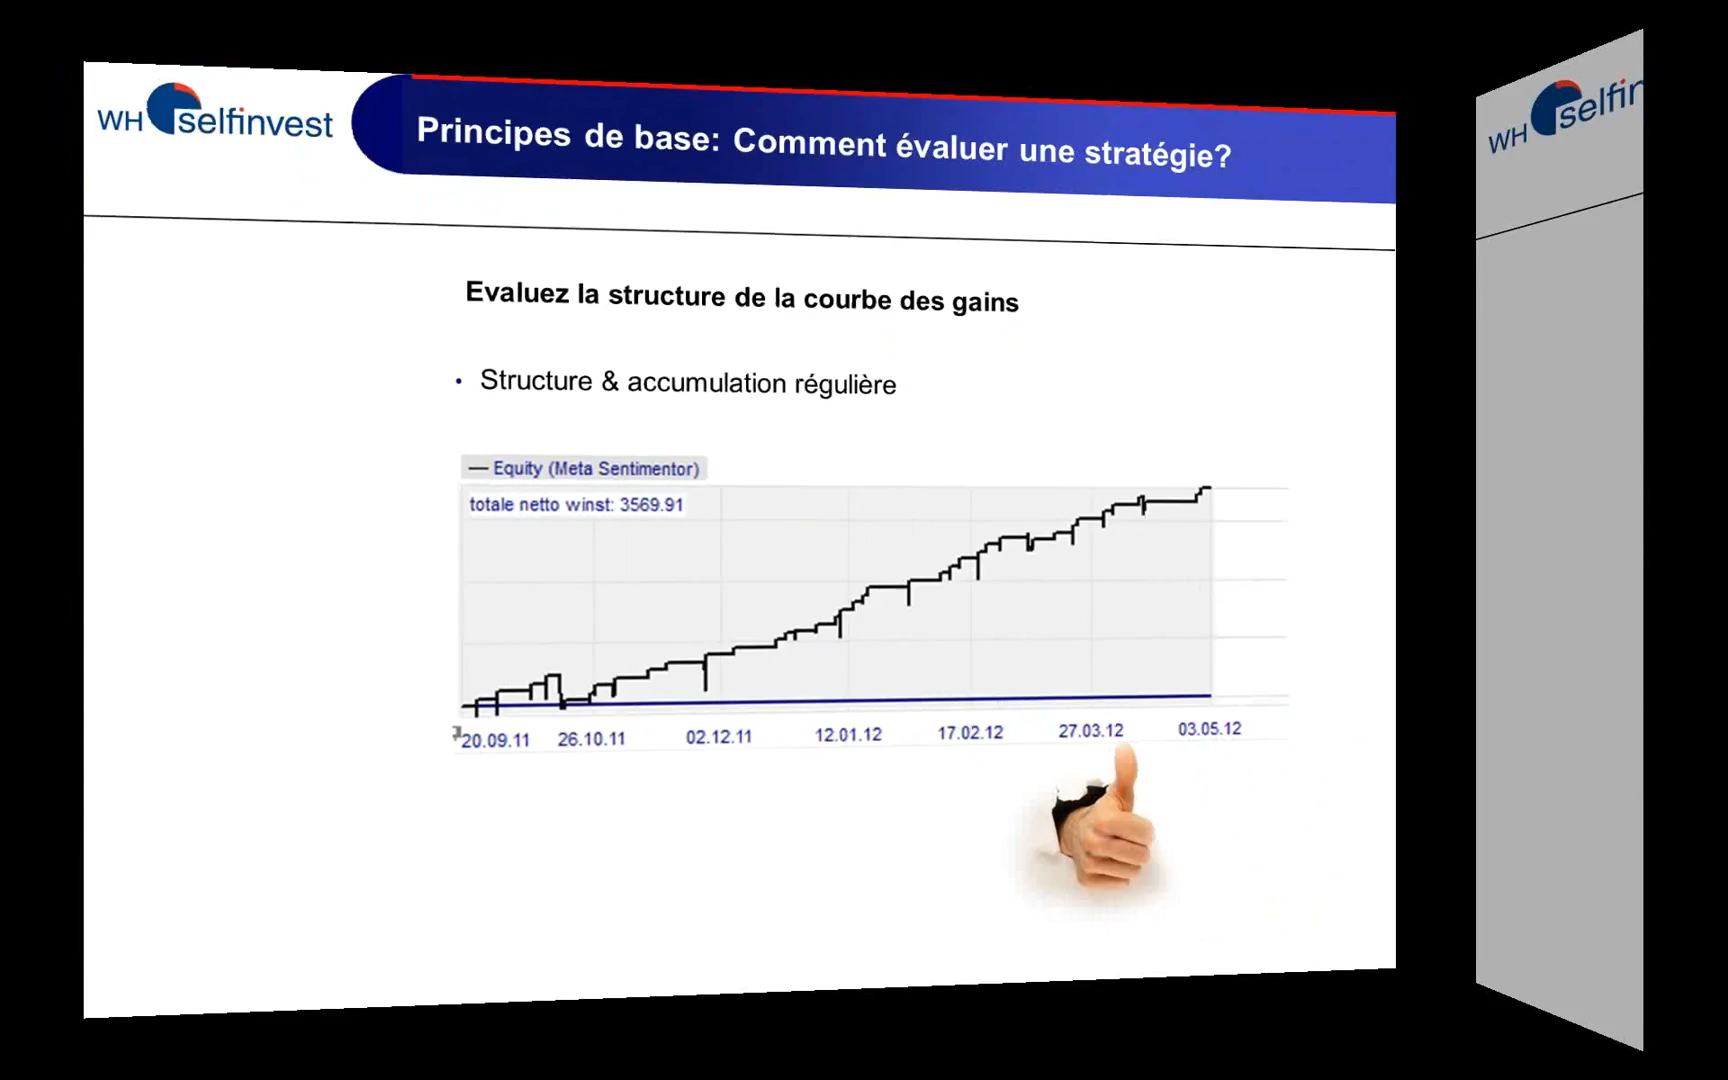 WH selfinvest
Principes de base: Comment évaluer une stratégie?
Evaluez la structure de la courbe des gains
• Structure & accumulation régulière
Equity (Meta Sentimentor)
totale netto winst: 3569.91
20.09.11 26.10.11 02.12.11 12.01.12 17.02.12 27.03.12 03.05.12
WH selfin